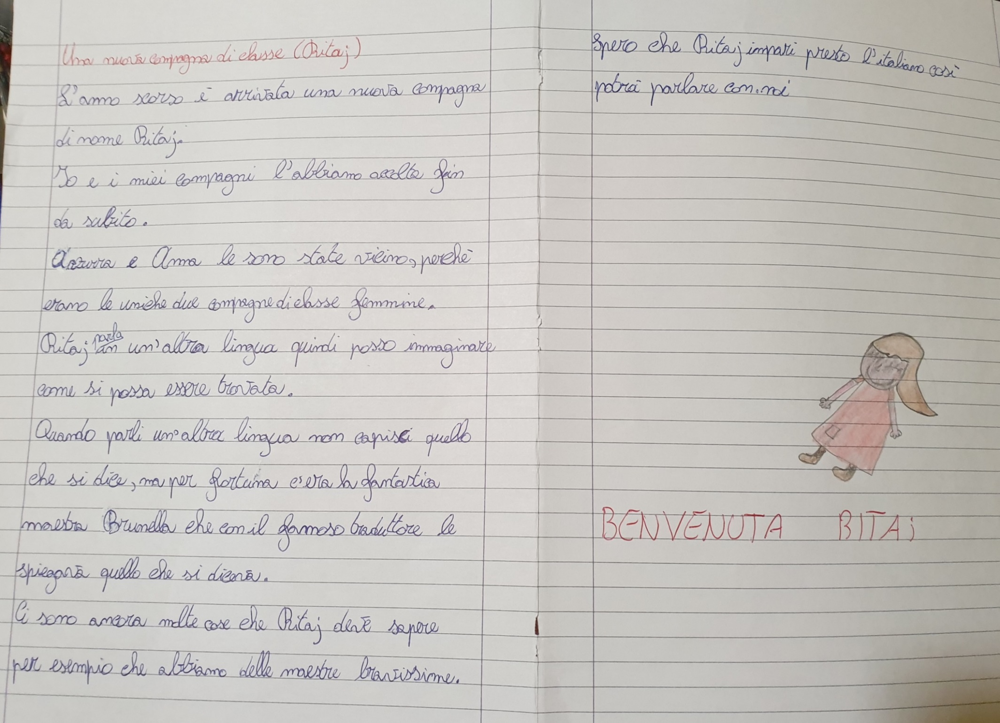 Una nuova compagna di classe (Ritaj)
L'anno scorso è arrivata una nuova compagna
di nome Ritaj.
Io e i miei compagni l'abbiamo accolta fin
da subito.
Azzurra e Anna le sono state vicino, perchè
erano le uniche due compagne di classe femmine.
Ritaj parla un'altra lingua quindi posso immaginare
come si possa essere trovata.
Quando parli un'altra lingua non capisci quello
che si dice, ma per fortuna c'era la fantastica
maestra Brunella che con il famoso traduttore le
spiegava quello che si diceva.
Ci sono ancora molte cose che Ritaj deve sapere
per esempio che abbiamo delle maestre bravissime.
Spero che Ritaj impari presto l'italiano così
potrà parlare con noi
BENVENUTA RITAj